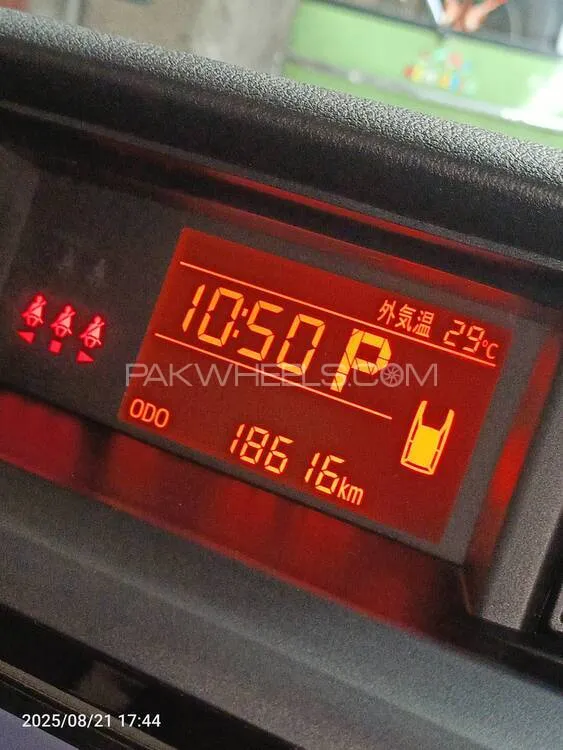 10:50 P
外気温 29℃
PAKWHEELS.COM
ODO
18616km
2025/08/21 17:44